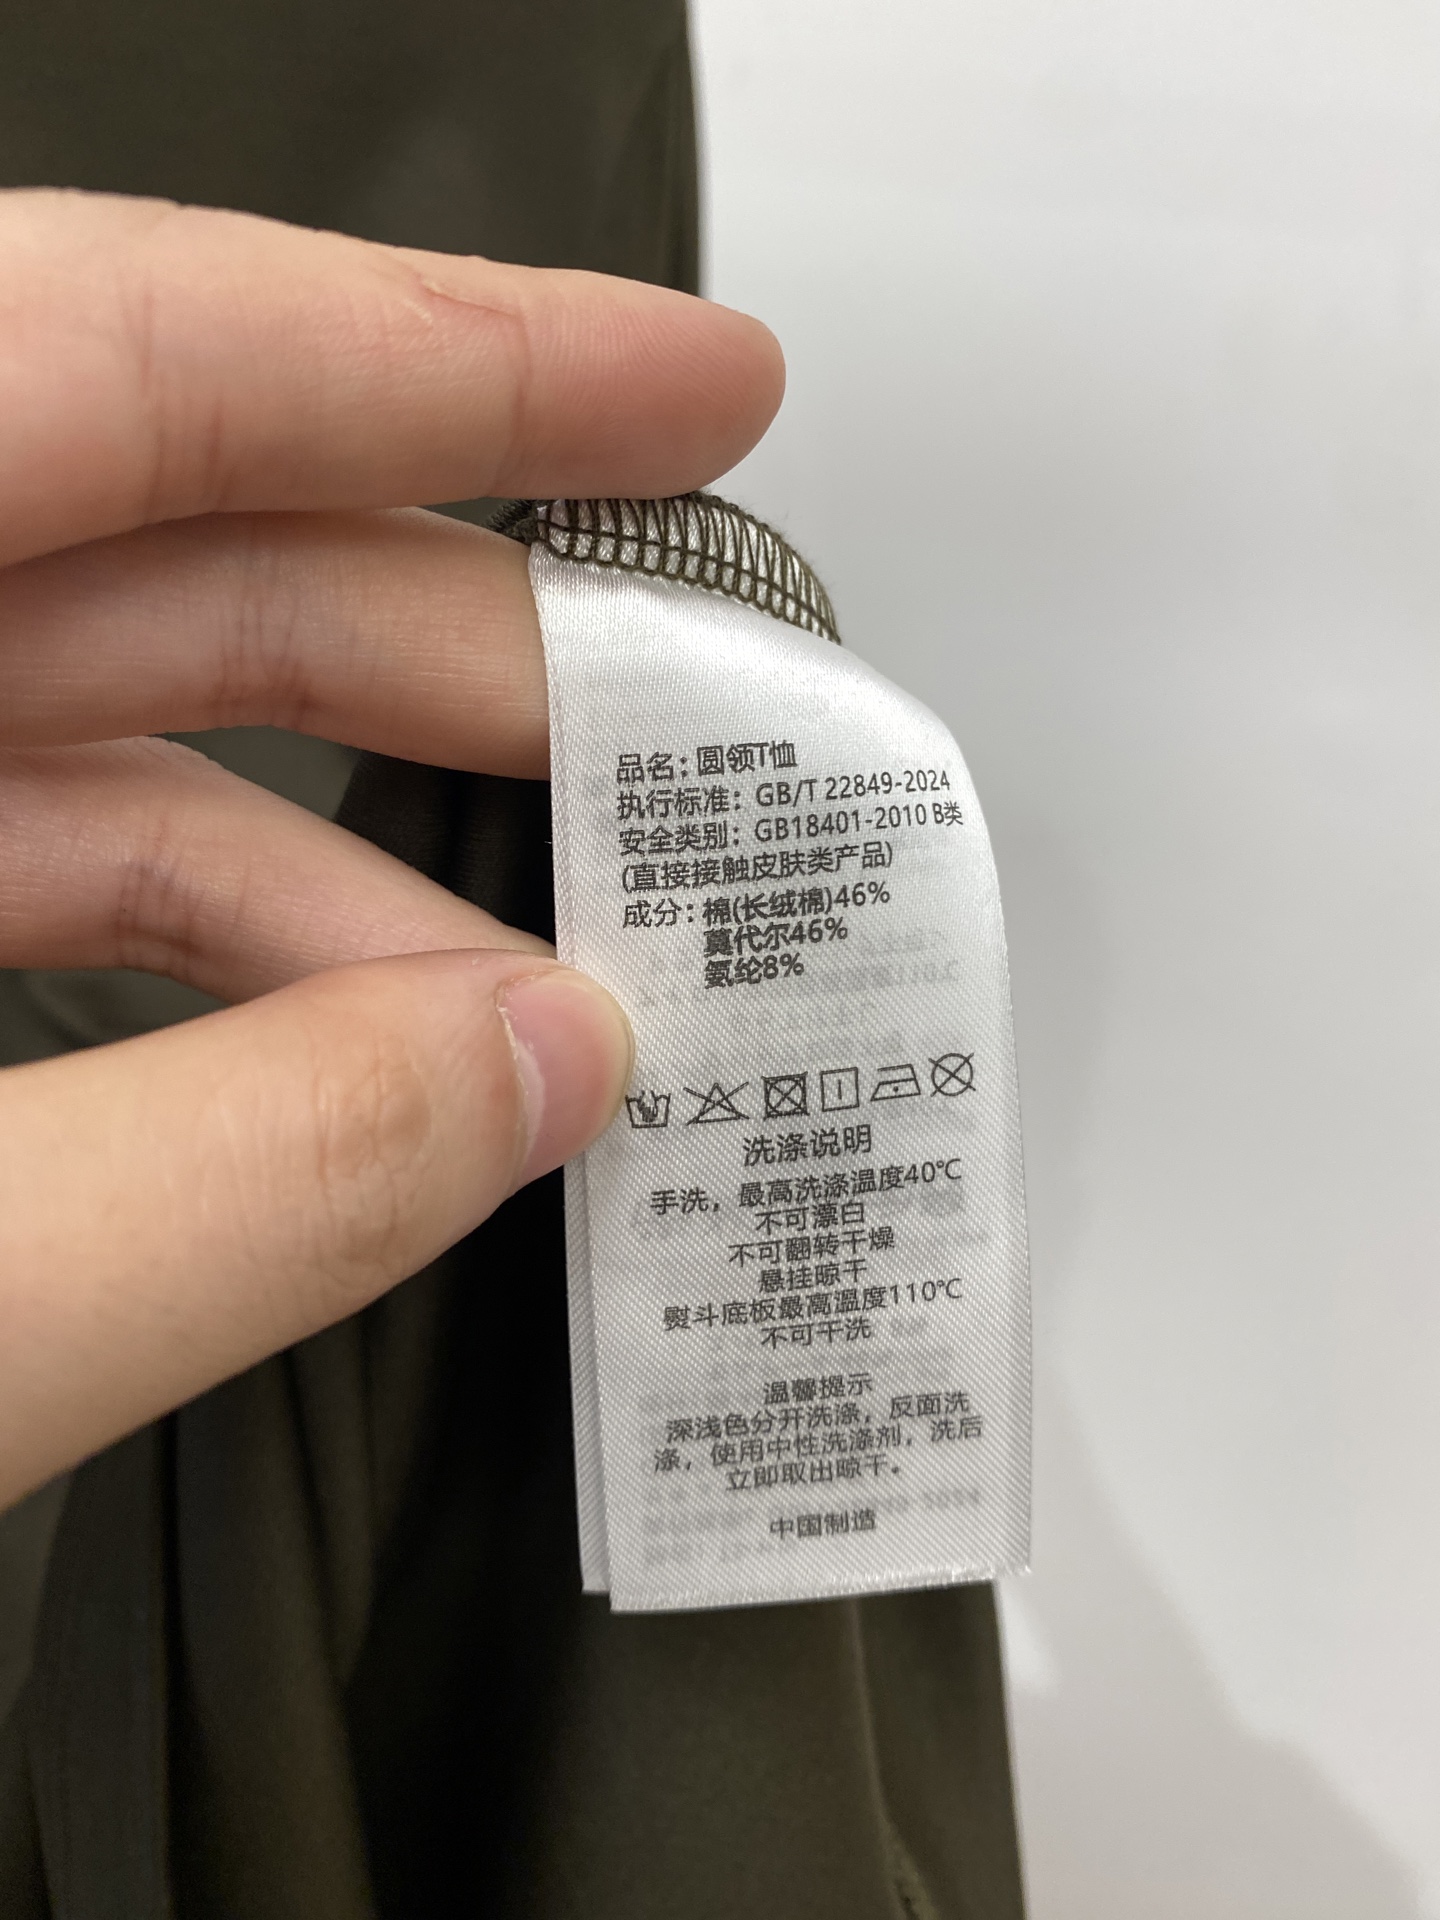 品名：圆领T恤
执行标准：GB/T 22849-2024
安全类别：GB18401-2010 B类
(直接接触皮肤类产品)
成分：棉(长绒棉)46%
莫代尔46%
氨纶8%
洗涤说明
手洗，最高洗涤温度40℃
不可漂白
不可翻转干燥
悬挂晾干
熨斗底板最高温度110℃
不可干洗
温馨提示
深浅色分开洗涤，反面洗
涤，使用中性洗涤剂，洗后
立即取出晾干。
中国制造